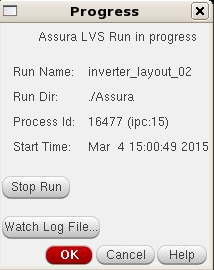 Progress
Assura LVS Run in progress
Run Name: inverter_layout_02
Run Dir: ./Assura
Process Id: 16477 (ipc:15)
Start Time: Mar 4 15:00:49 2015
Stop Run
Watch Log File...
OK Cancel Help